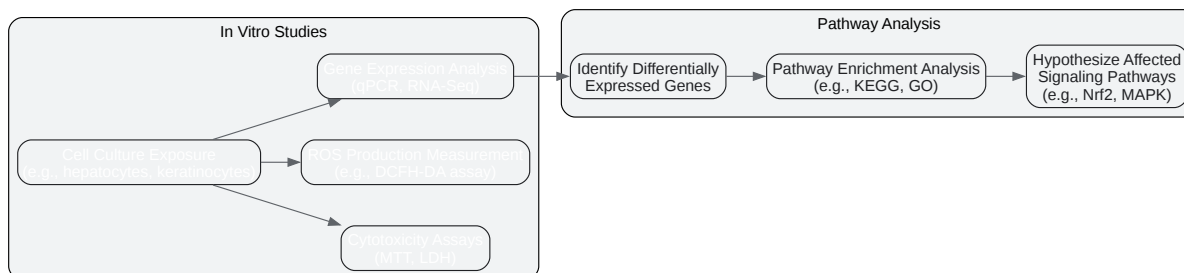 In Vitro Studies
Gene Expression Analysis
(qPCR, RNA-Seq)
Cell Culture Exposure
(e.g., hepatocytes, keratinocytes)
ROS Production Measurement
(e.g., DCFH-DA assay)
Cytotoxicity Assays
(MTT, LDH)
Pathway Analysis
Identify Differentially
Expressed Genes
Pathway Enrichment Analysis
(e.g., KEGG, GO)
Hypothesize Affected
Signaling Pathways
(e.g., Nrf2, MAPK)